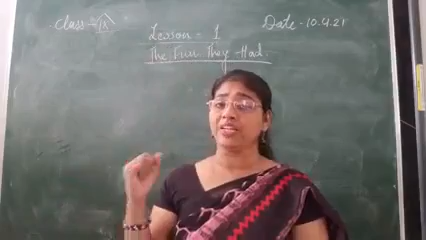 Class - IX
Lesson - 1
Date - 10.4.21
The Fun They Had.